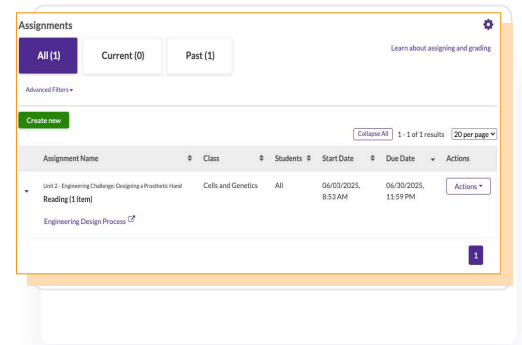 Assignments
All (1)
Current (0)
Past (1)
Learn about assigning and grading
Advanced Filters
Create new
Collapse All 1 - 1 of 1 results 20 per page
Assignment Name Class Students Start Date Due Date Actions
Unit 2 - Engineering Challenge: Designing a Prosthetic Hand Cells and Genetics All 06/03/2025, 06/30/2025, Actions
Reading (1 item) 8:53 AM 11:59 PM
Engineering Design Process
1